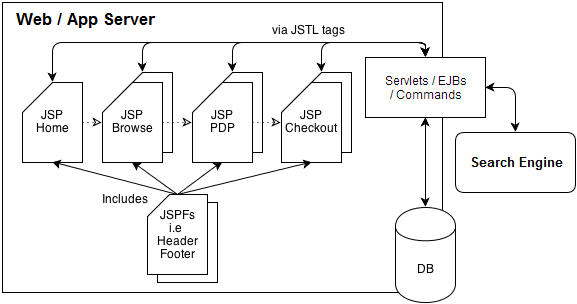 Web / App Server
via JSTL tags
Servlets / EJBs
/ Commands
JSP
Home
JSP
Browse
JSP
PDP
JSP
Checkout
Search Engine
Includes
JSPFs
i.e
Header
Footer
DB